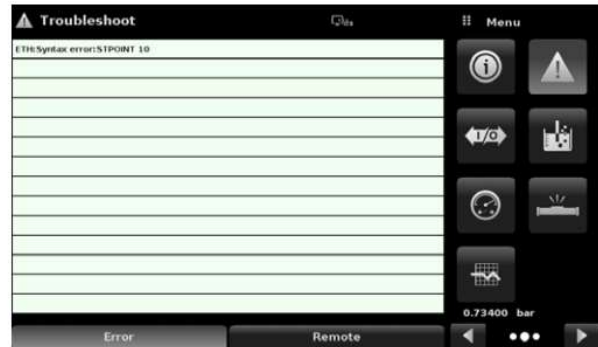 Troubleshoot
Menu
ETH:Syntax error:STPOINT 10
I/O
0.73400 bar
Error
Remote